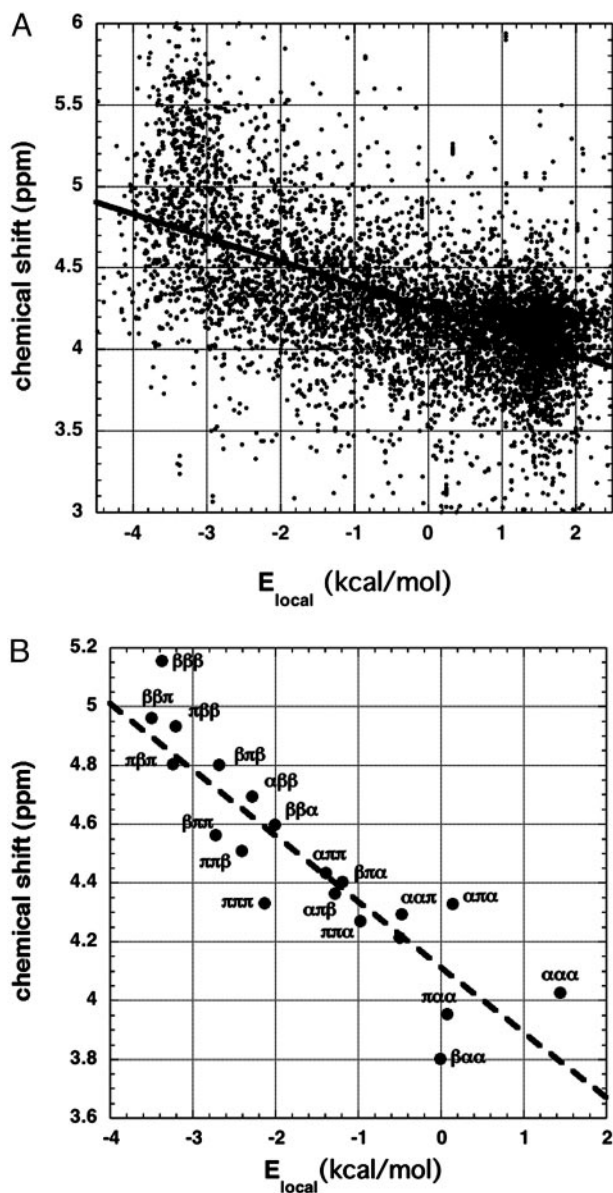 A
6
5.5
5
4.5
4
3.5
3
chemical shift (ppm)
-4 -3 -2 -1 0 1 2
E_local (kcal/mol)
B
5.2
5
4.8
4.6
4.4
4.2
4
3.8
3.6
chemical shift (ppm)
βββ
ββπ
πββ
πβπ
βπβ
αββ
ββα
βππ
ππβ
αππ
βπα
πππ
απβ
ααπ
απα
ππα
ααα
παα
βαα
-4 -3 -2 -1 0 1 2
E_local (kcal/mol)